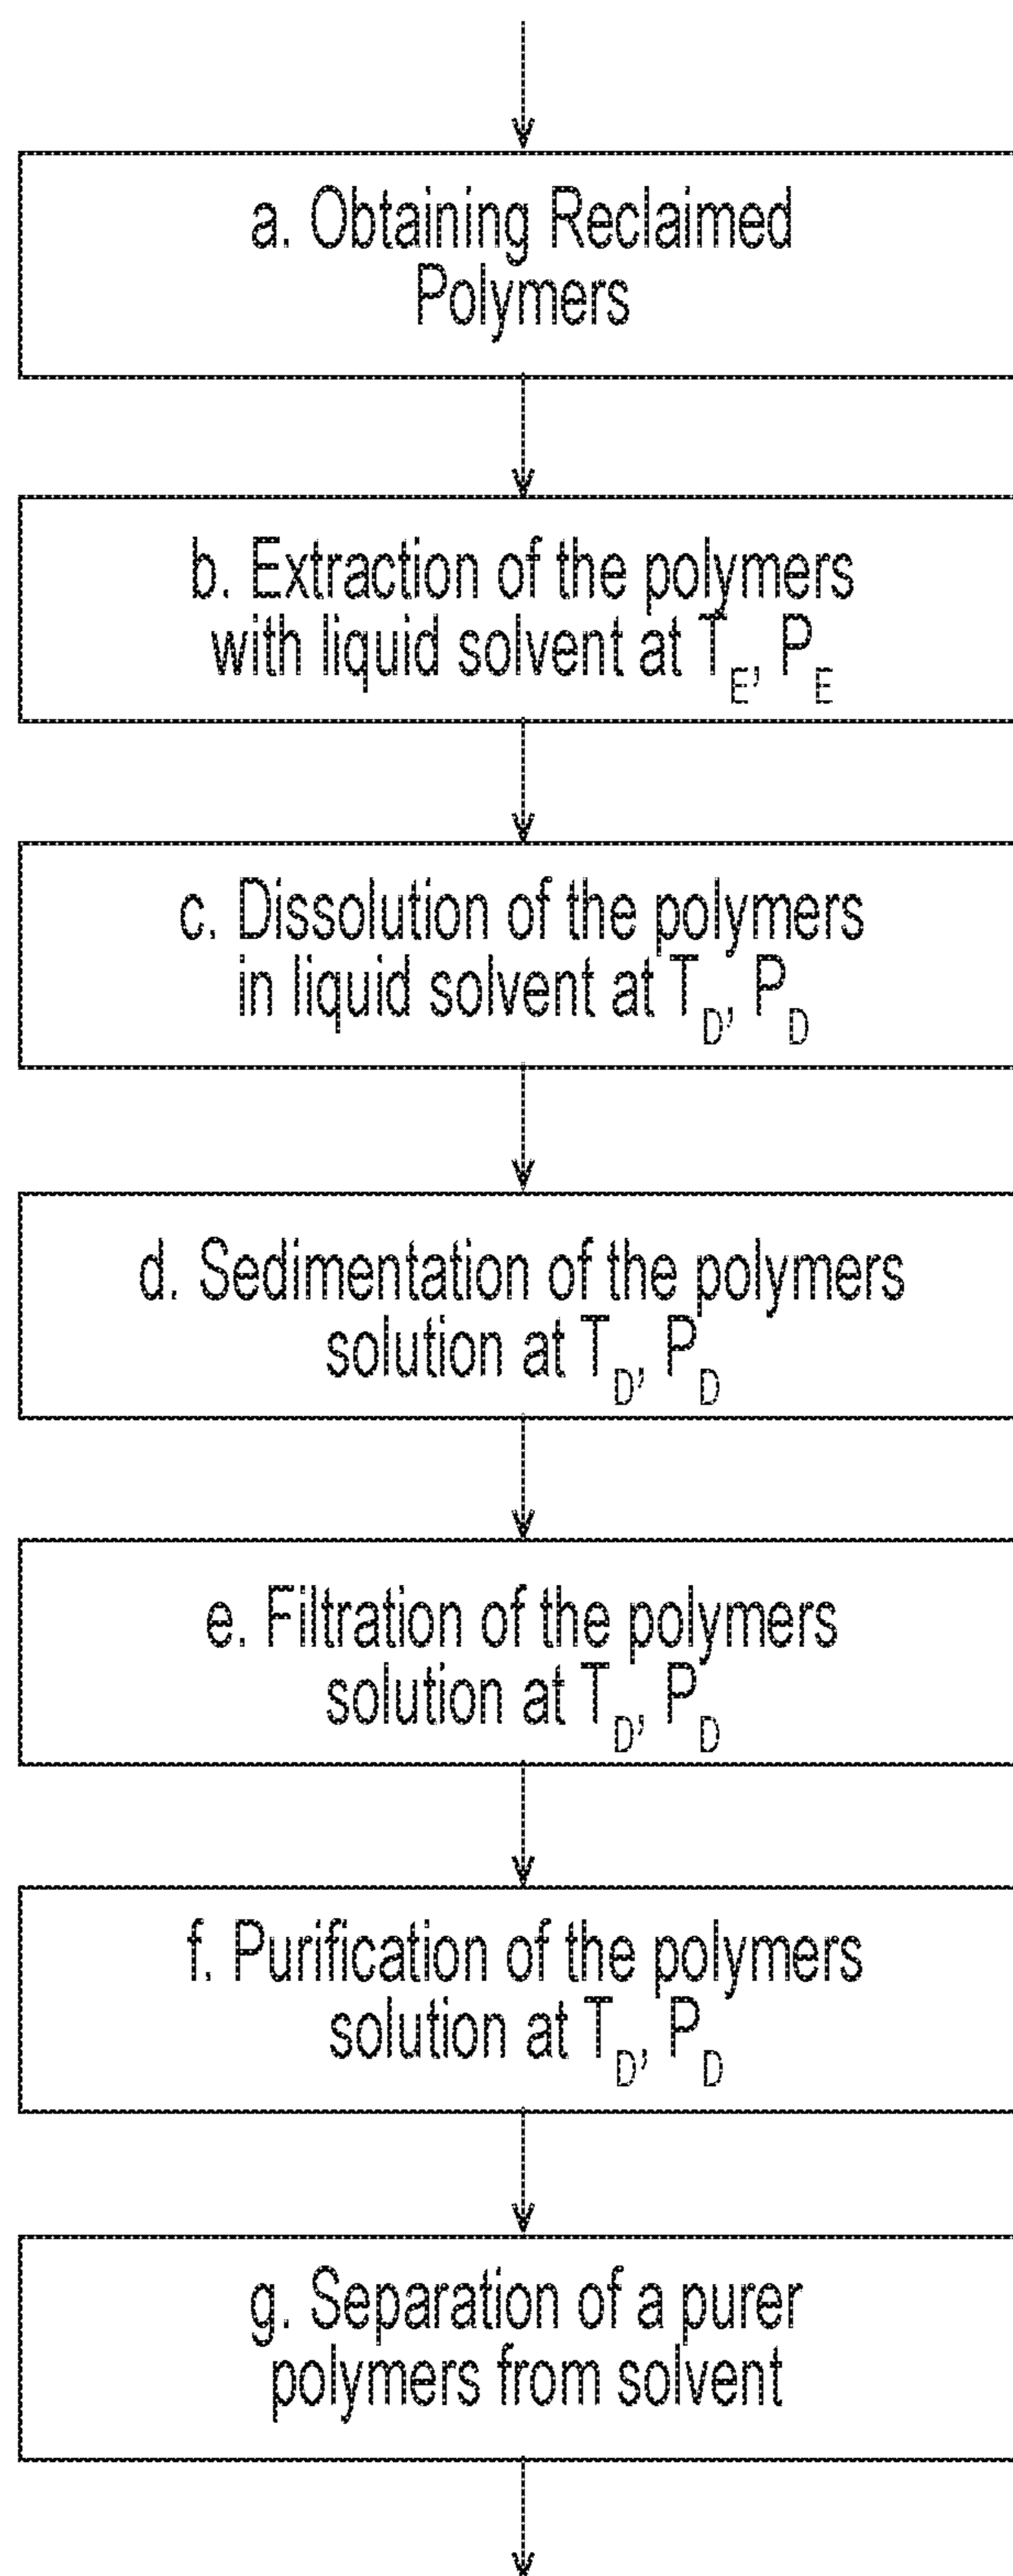 a. Obtaining Reclaimed
Polymers
b. Extraction of the polymers
with liquid solvent at T_E, P_E
c. Dissolution of the polymers
in liquid solvent at T_D, P_D
d. Sedimentation of the polymers
solution at T_D, P_D
e. Filtration of the polymers
solution at T_D, P_D
f. Purification of the polymers
solution at T_D, P_D
g. Separation of a purer
polymers from solvent